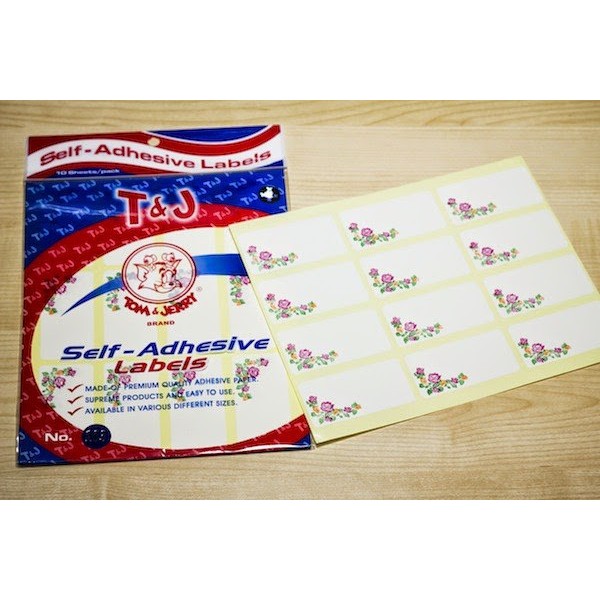 Self-Adhesive Labels
10 Sheets/pack
T&J
TOM & JERRY®
BRAND
Self-Adhesive
Labels
MADE OF PREMIUM QUALITY ADHESIVE PAPER.
SUPREME PRODUCTS AND EASY TO USE.
AVAILABLE IN VARIOUS DIFFERENT SIZES.
No.